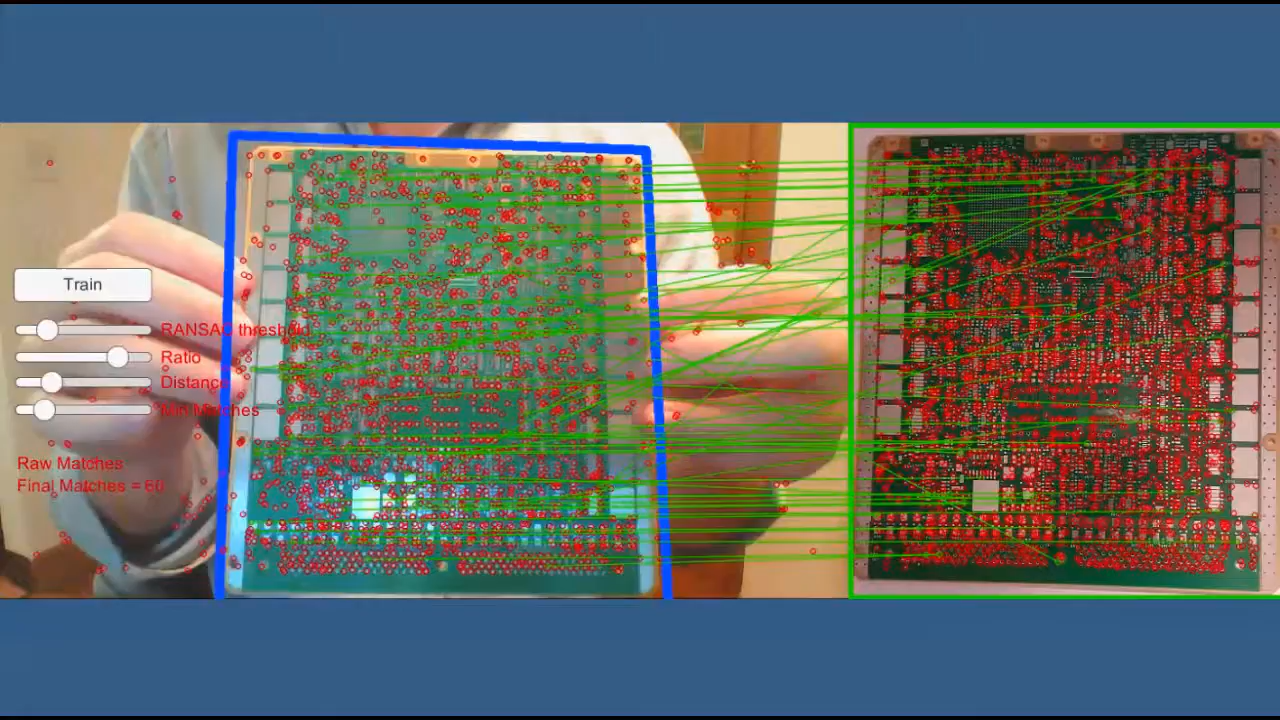 Train
RANSAC threshold
Ratio
Distance
Min Matches
Raw Matches
Final Matches = 60